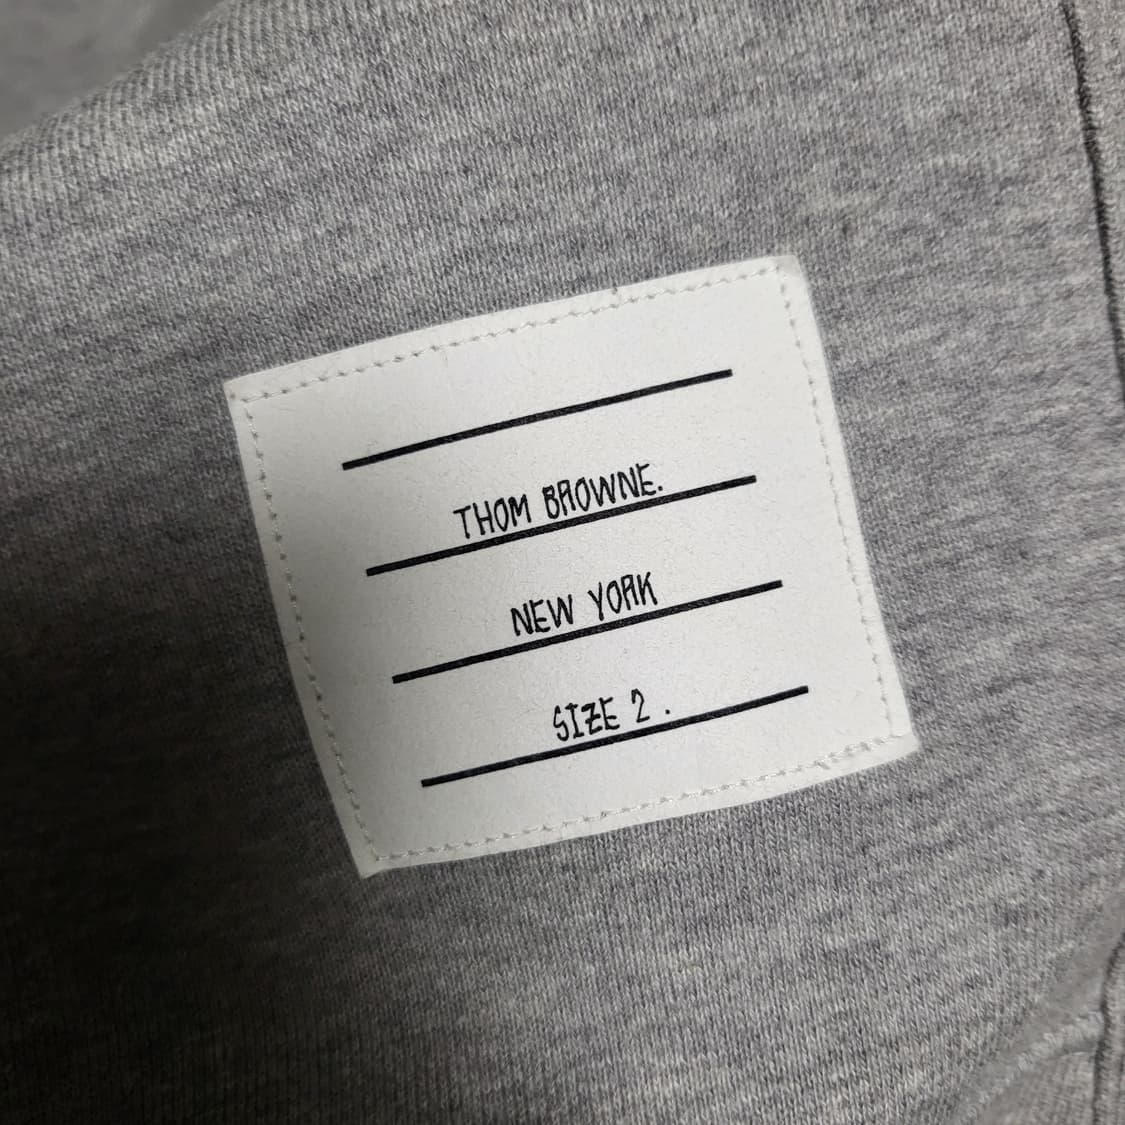 THOM BROWNE.
NEW YORK
SIZE 2 .